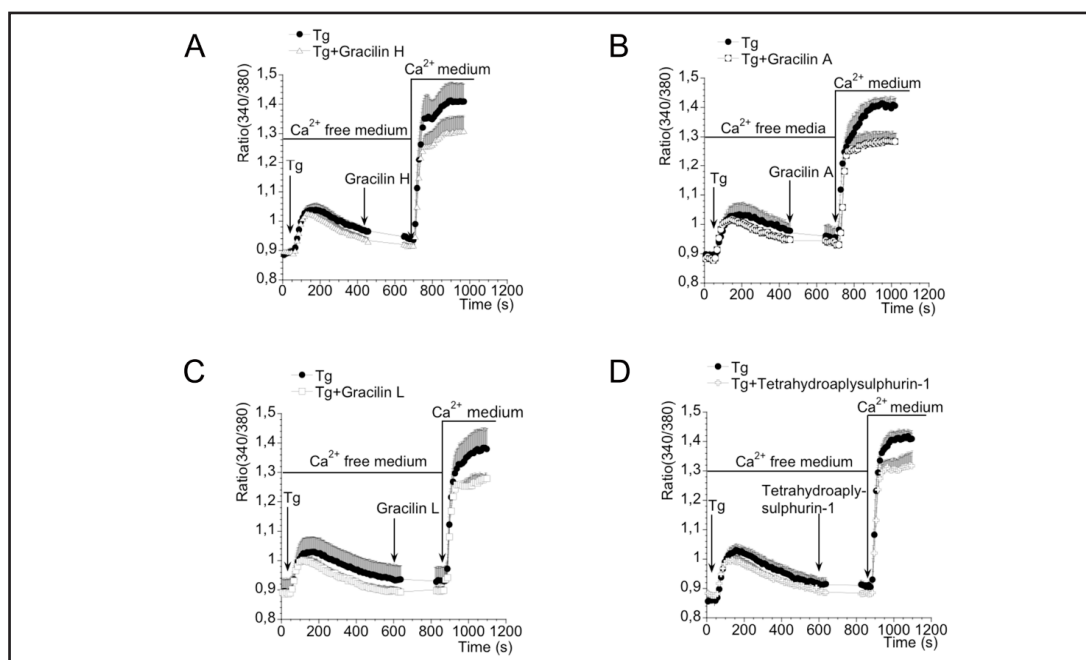 A
Tg
Tg+Gracilin H
Ca2+ medium
1,5
1,4
1,3
1,2
1,1
1
0,9
0,8
Ratio(340/380)
Ca2+ free medium
Tg
Gracilin H
0 200 400 600 800 1000 1200
Time (s)
B
Tg
Tg+Gracilin A
Ca2+ medium
1,5
1,4
1,3
1,2
1,1
1
0,9
0,8
Ratio(340/380)
Ca2+ free media
Tg
Gracilin A
0 200 400 600 800 1000 1200
Time (s)
C
Tg
Tg+Gracilin L
Ca2+ medium
1,5
1,4
1,3
1,2
1,1
1
0,9
0,8
Ratio(340/380)
Ca2+ free medium
Tg
Gracilin L
0 200 400 600 800 1000 1200
Time (s)
D
Tg
Tg+Tetrahydroaplysulphurin-1
Ca2+ medium
1,5
1,4
1,3
1,2
1,1
1
0,9
0,8
Ratio(340/380)
Ca2+ free medium
Tg
Tetrahydroaply-
sulphurin-1
0 200 400 600 800 1000 1200
Time (s)